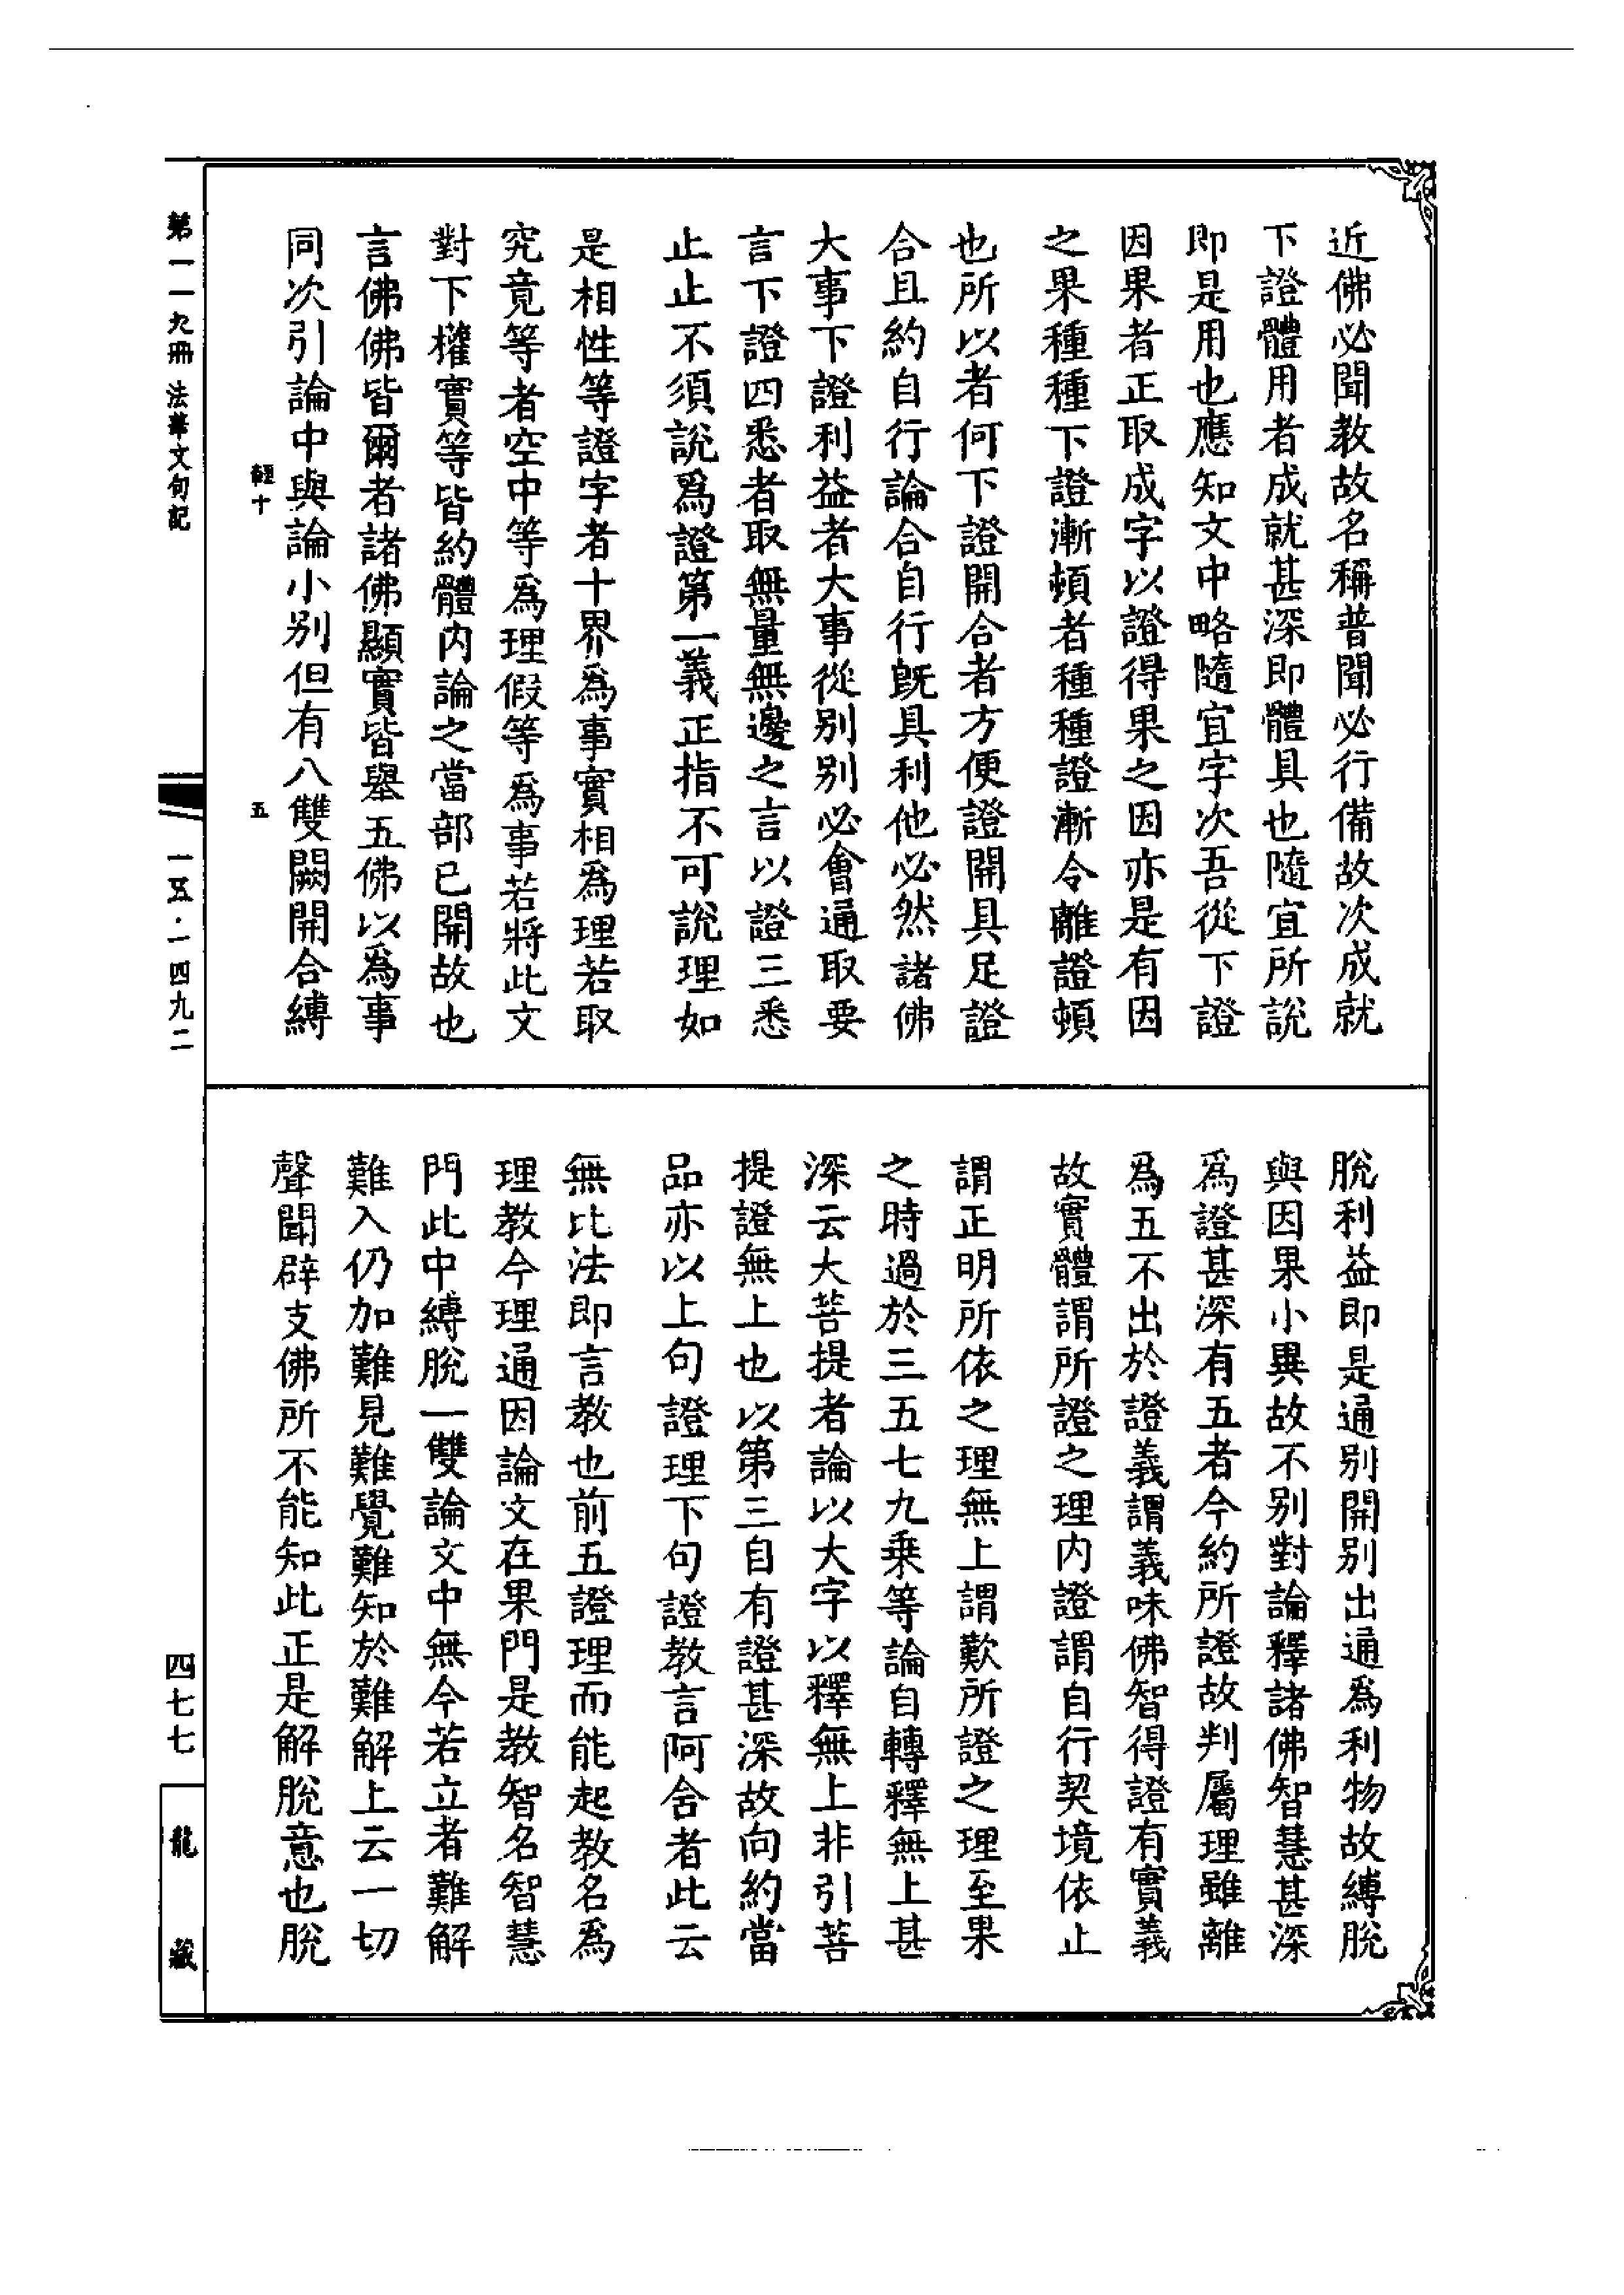 近佛必聞教故名稱普聞必行備故次成就
下證體用者成就甚深即體具也隨宜所說
即是用也應知文中略隨宜字次吾從下證
因果者正取成字以證得果之因亦是有因
之果種種下證漸頓者種種證漸令離證頓
也所以者何下證開合者方便證開具足證
合且約自行論合自行既具利他必然諸佛
大事下證利益者大事從别别必會通取要
言下證四悉者取無量無邊之言以證三悉
止止不須說爲證第一義正指不可說理如
是相性等證字者十界爲事實相爲理若取
究竟等者空中等爲理假等爲事若將此文
對下權實等皆約體内論之當部已開故也
言佛佛皆爾者諸佛顯實皆舉五佛以爲事
同次引論中與論小别但有八雙闕開合縛
脫利益即是通别開别出通爲利物故縛脫
與因果小異故不别對論釋諸佛智慧甚深
爲證甚深有五者今約所證故判屬理雖離
爲五不出於證義謂義味佛智得證有實義
故實體謂所證之理内證謂自行契境依止
謂正明所依之理無上謂歎所證之理至果
之時過於三五七九乗等論自轉釋無上甚
深云大菩提者論以大字以釋無上非引菩
提證無上也以第三自有證甚深故向約當
品亦以上句證理下句證教言阿舍者此云
無比法即言教也前五證理而能起教名爲
理教今理通因論文在果門是教智名智慧
門此中縛脫一雙論文中無今若立者難解
難入仍加難見難覺難知於難解上云一切
聲聞辟支佛所不能知此正是解脫意也脫
輕十
五
第一一九冊 法華文句記
一五·一四九二
四七七
龍藏